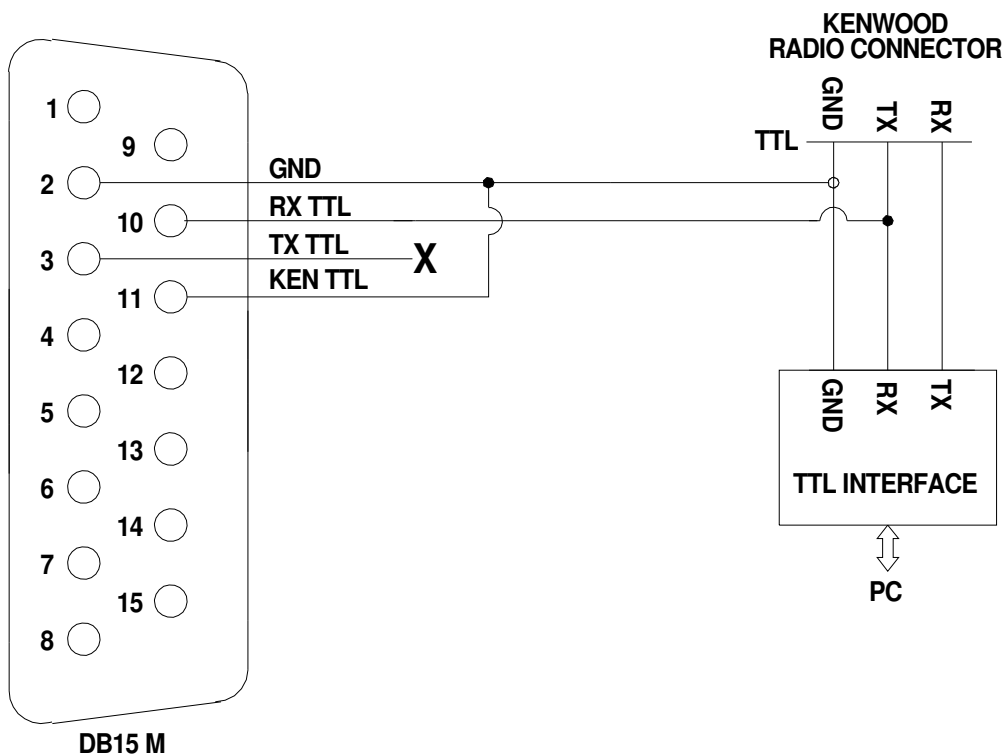 KENWOOD
RADIO CONNECTOR
GND TX RX
TTL
1
9
2
GND
10
RX TTL
3
TX TTL
X
11
KEN TTL
4
12
5
13
6
14
7
15
8
GND RX TX
TTL INTERFACE
PC
DB15 M